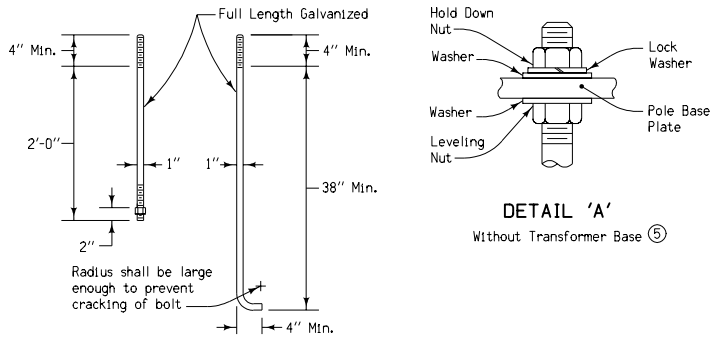 Full Length Galvanized
4" Min.
4" Min.
2'-0"
1"
1"
38" Min.
2"
Radius shall be large
enough to prevent
cracking of bolt
4" Min.
Hold Down
Nut
Lock
Washer
Washer
Washer
Pole Base
Plate
Leveling
Nut
DETAIL 'A'
Without Transformer Base 5